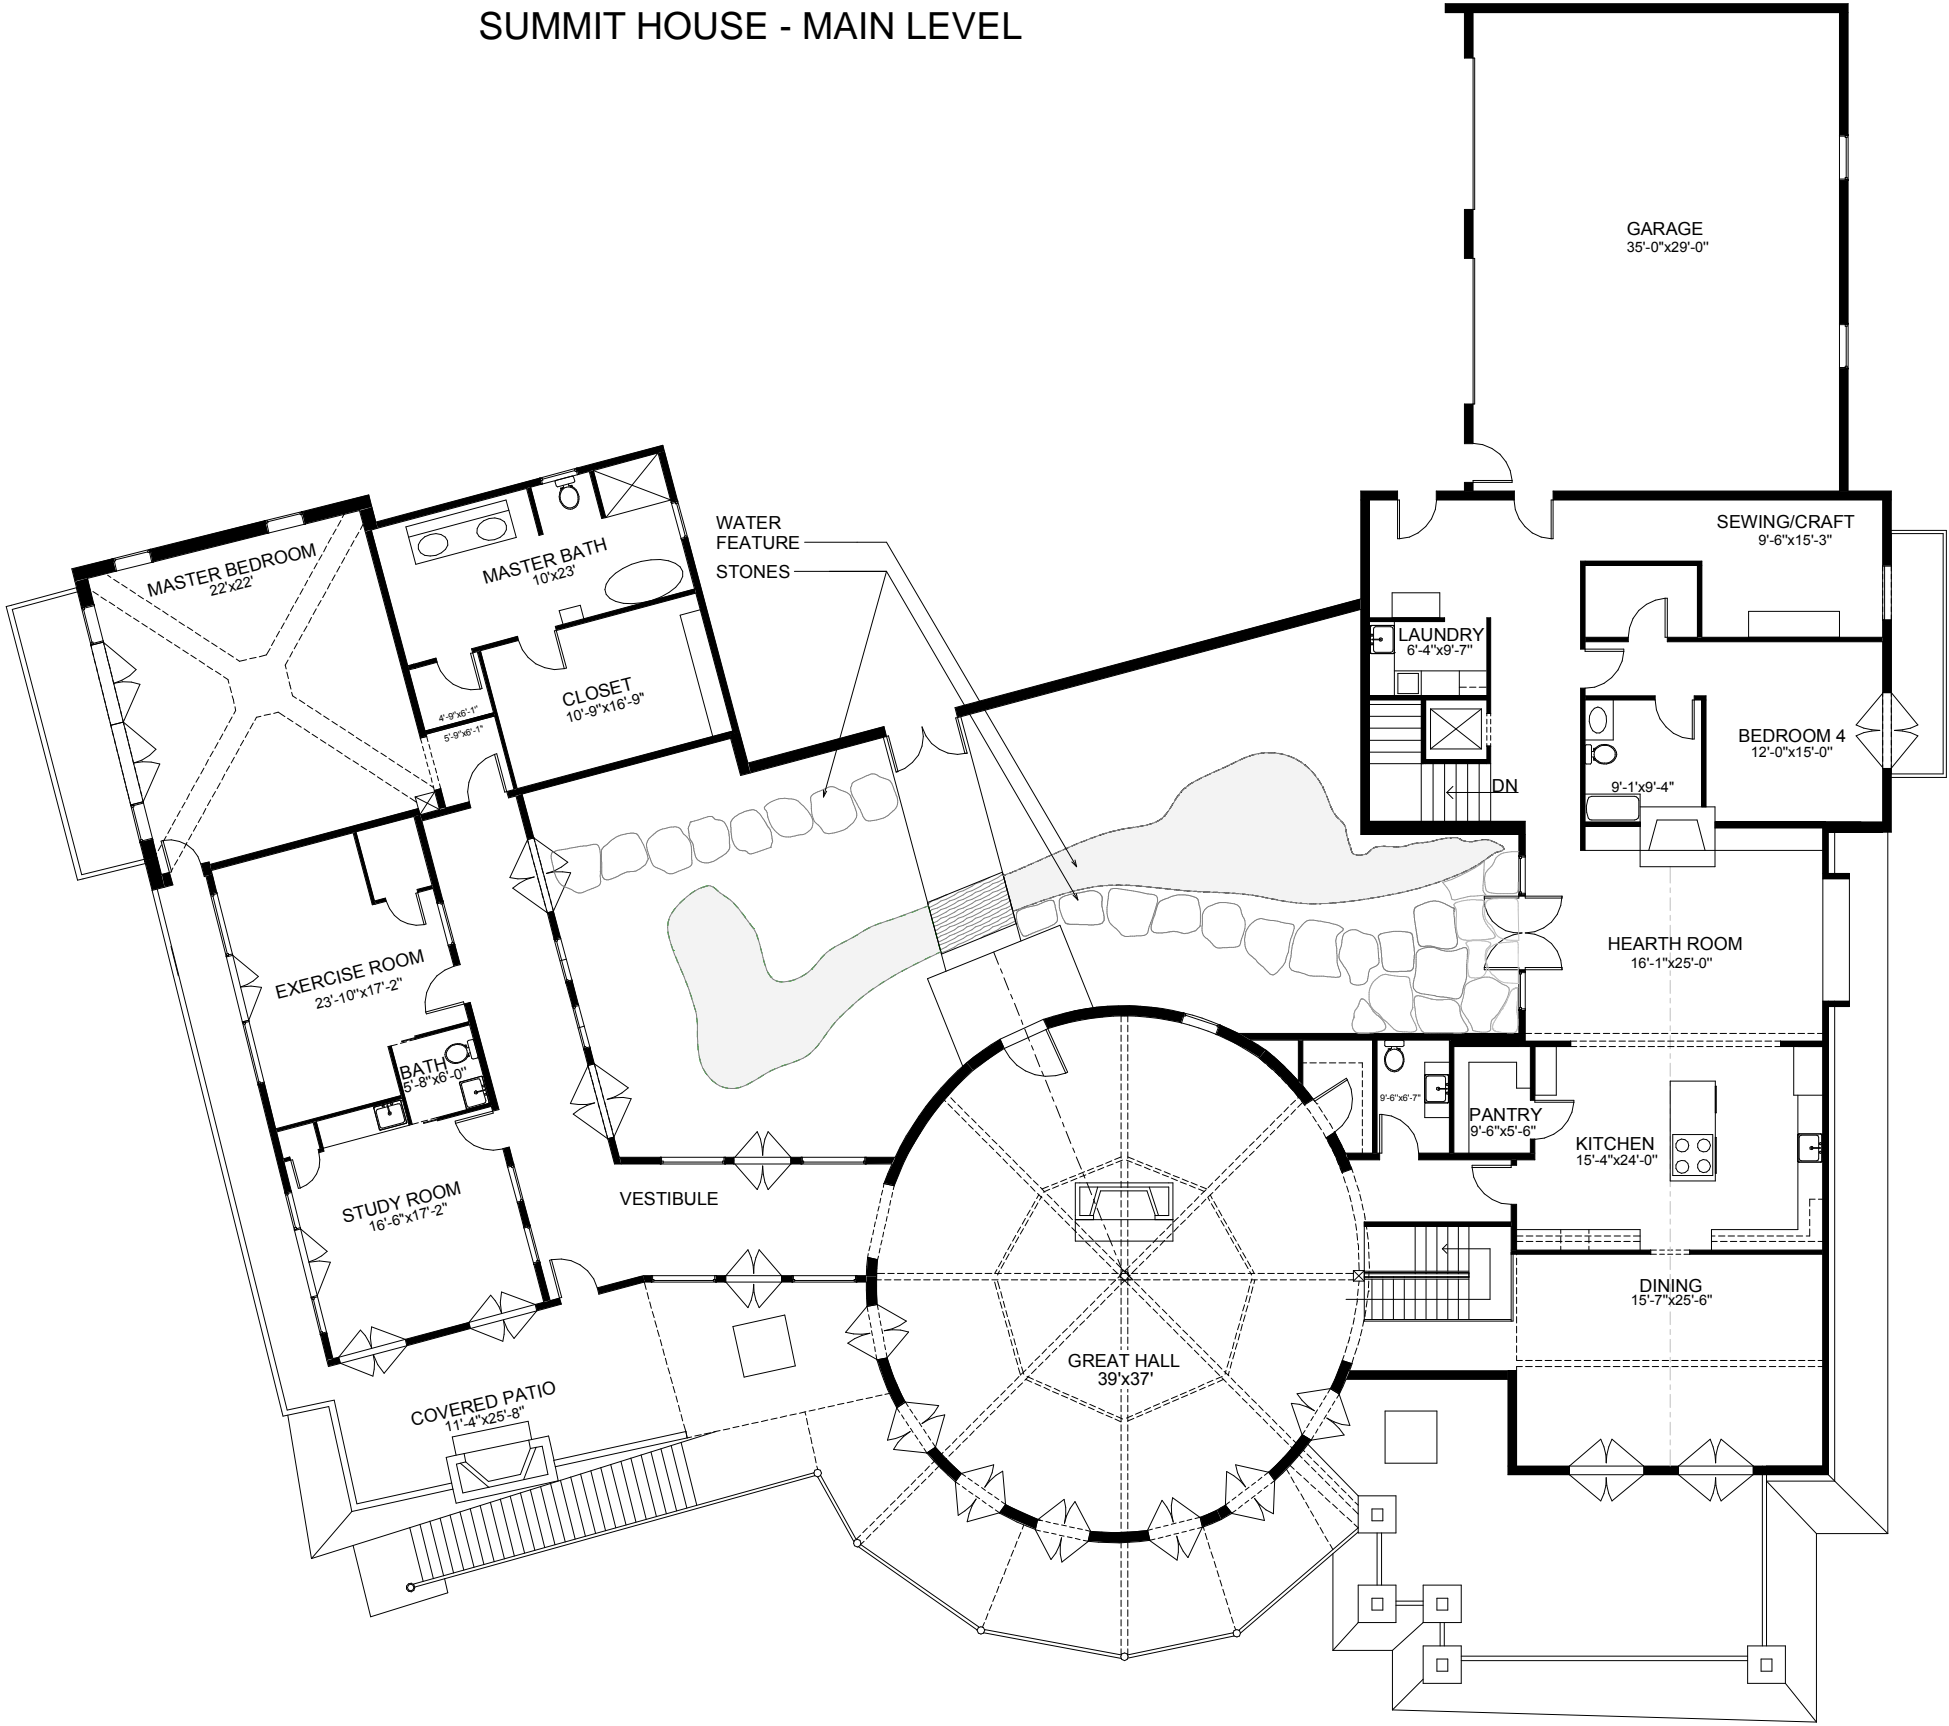 SUMMIT HOUSE - MAIN LEVEL
GARAGE
35'-0"x29'-0"
WATER
FEATURE
STONES
SEWING/CRAFT
9'-6"x15'-3"
MASTER BEDROOM
22'x22'
MASTER BATH
10'x23'
LAUNDRY
6'-4"x9'-7"
CLOSET
10'-9"x16'-9"
4'-9"x6'-1"
5'-9"x6'-1"
BEDROOM 4
12'-0"x15'-0"
DN
9'-1'x9'-4"
EXERCISE ROOM
23'-10"x17'-2"
HEARTH ROOM
16'-1"x25'-0"
BATH
5'-8"x6'-0"
9'-6"x6'-7"
PANTRY
9'-6"x5'-6"
KITCHEN
15'-4"x24'-0"
STUDY ROOM
16'-6"x17'-2"
VESTIBULE
DINING
15'-7"x25'-6"
GREAT HALL
39'x37'
COVERED PATIO
11'-4"x25'-8"